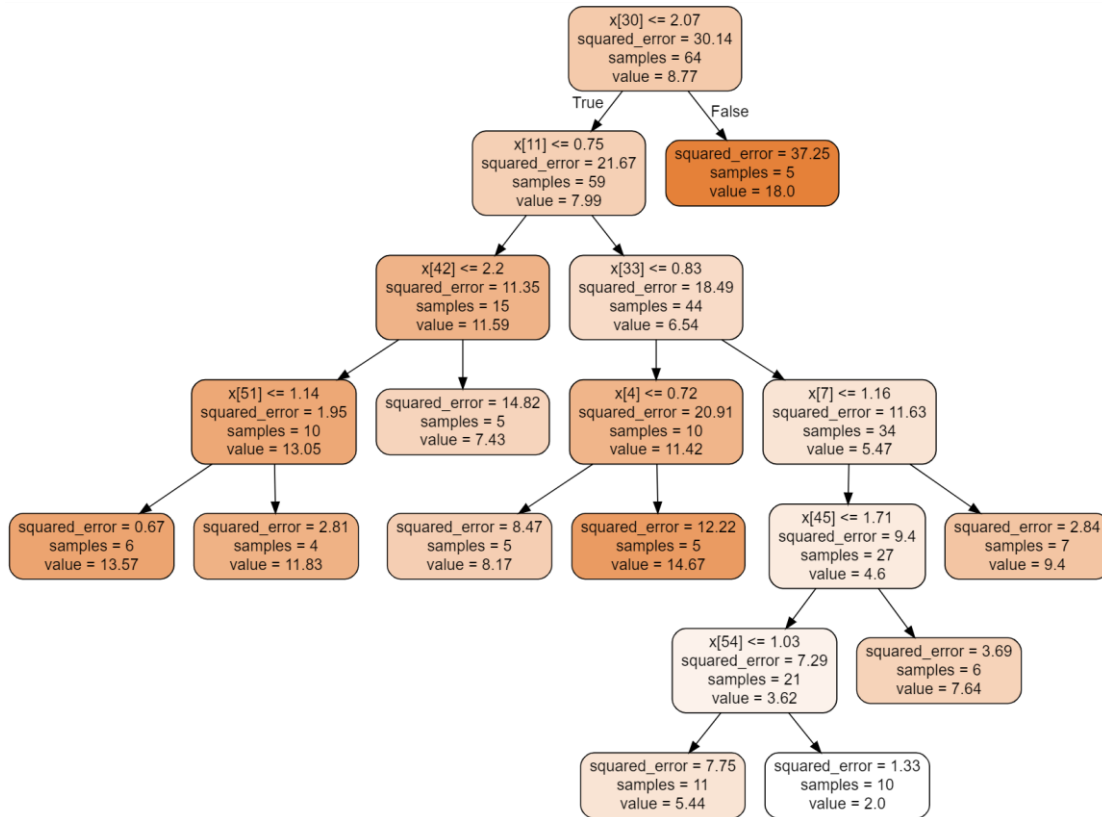 x[30] <= 2.07
squared_error = 30.14
samples = 64
value = 8.77
True
False
x[11] <= 0.75
squared_error = 21.67
samples = 59
value = 7.99
squared_error = 37.25
samples = 5
value = 18.0
x[42] <= 2.2
squared_error = 11.35
samples = 15
value = 11.59
x[33] <= 0.83
squared_error = 18.49
samples = 44
value = 6.54
x[51] <= 1.14
squared_error = 1.95
samples = 10
value = 13.05
squared_error = 14.82
samples = 5
value = 7.43
x[4] <= 0.72
squared_error = 20.91
samples = 10
value = 11.42
x[7] <= 1.16
squared_error = 11.63
samples = 34
value = 5.47
squared_error = 0.67
samples = 6
value = 13.57
squared_error = 2.81
samples = 4
value = 11.83
squared_error = 8.47
samples = 5
value = 8.17
squared_error = 12.22
samples = 5
value = 14.67
x[45] <= 1.71
squared_error = 9.4
samples = 27
value = 4.6
squared_error = 2.84
samples = 7
value = 9.4
x[54] <= 1.03
squared_error = 7.29
samples = 21
value = 3.62
squared_error = 3.69
samples = 6
value = 7.64
squared_error = 7.75
samples = 11
value = 5.44
squared_error = 1.33
samples = 10
value = 2.0